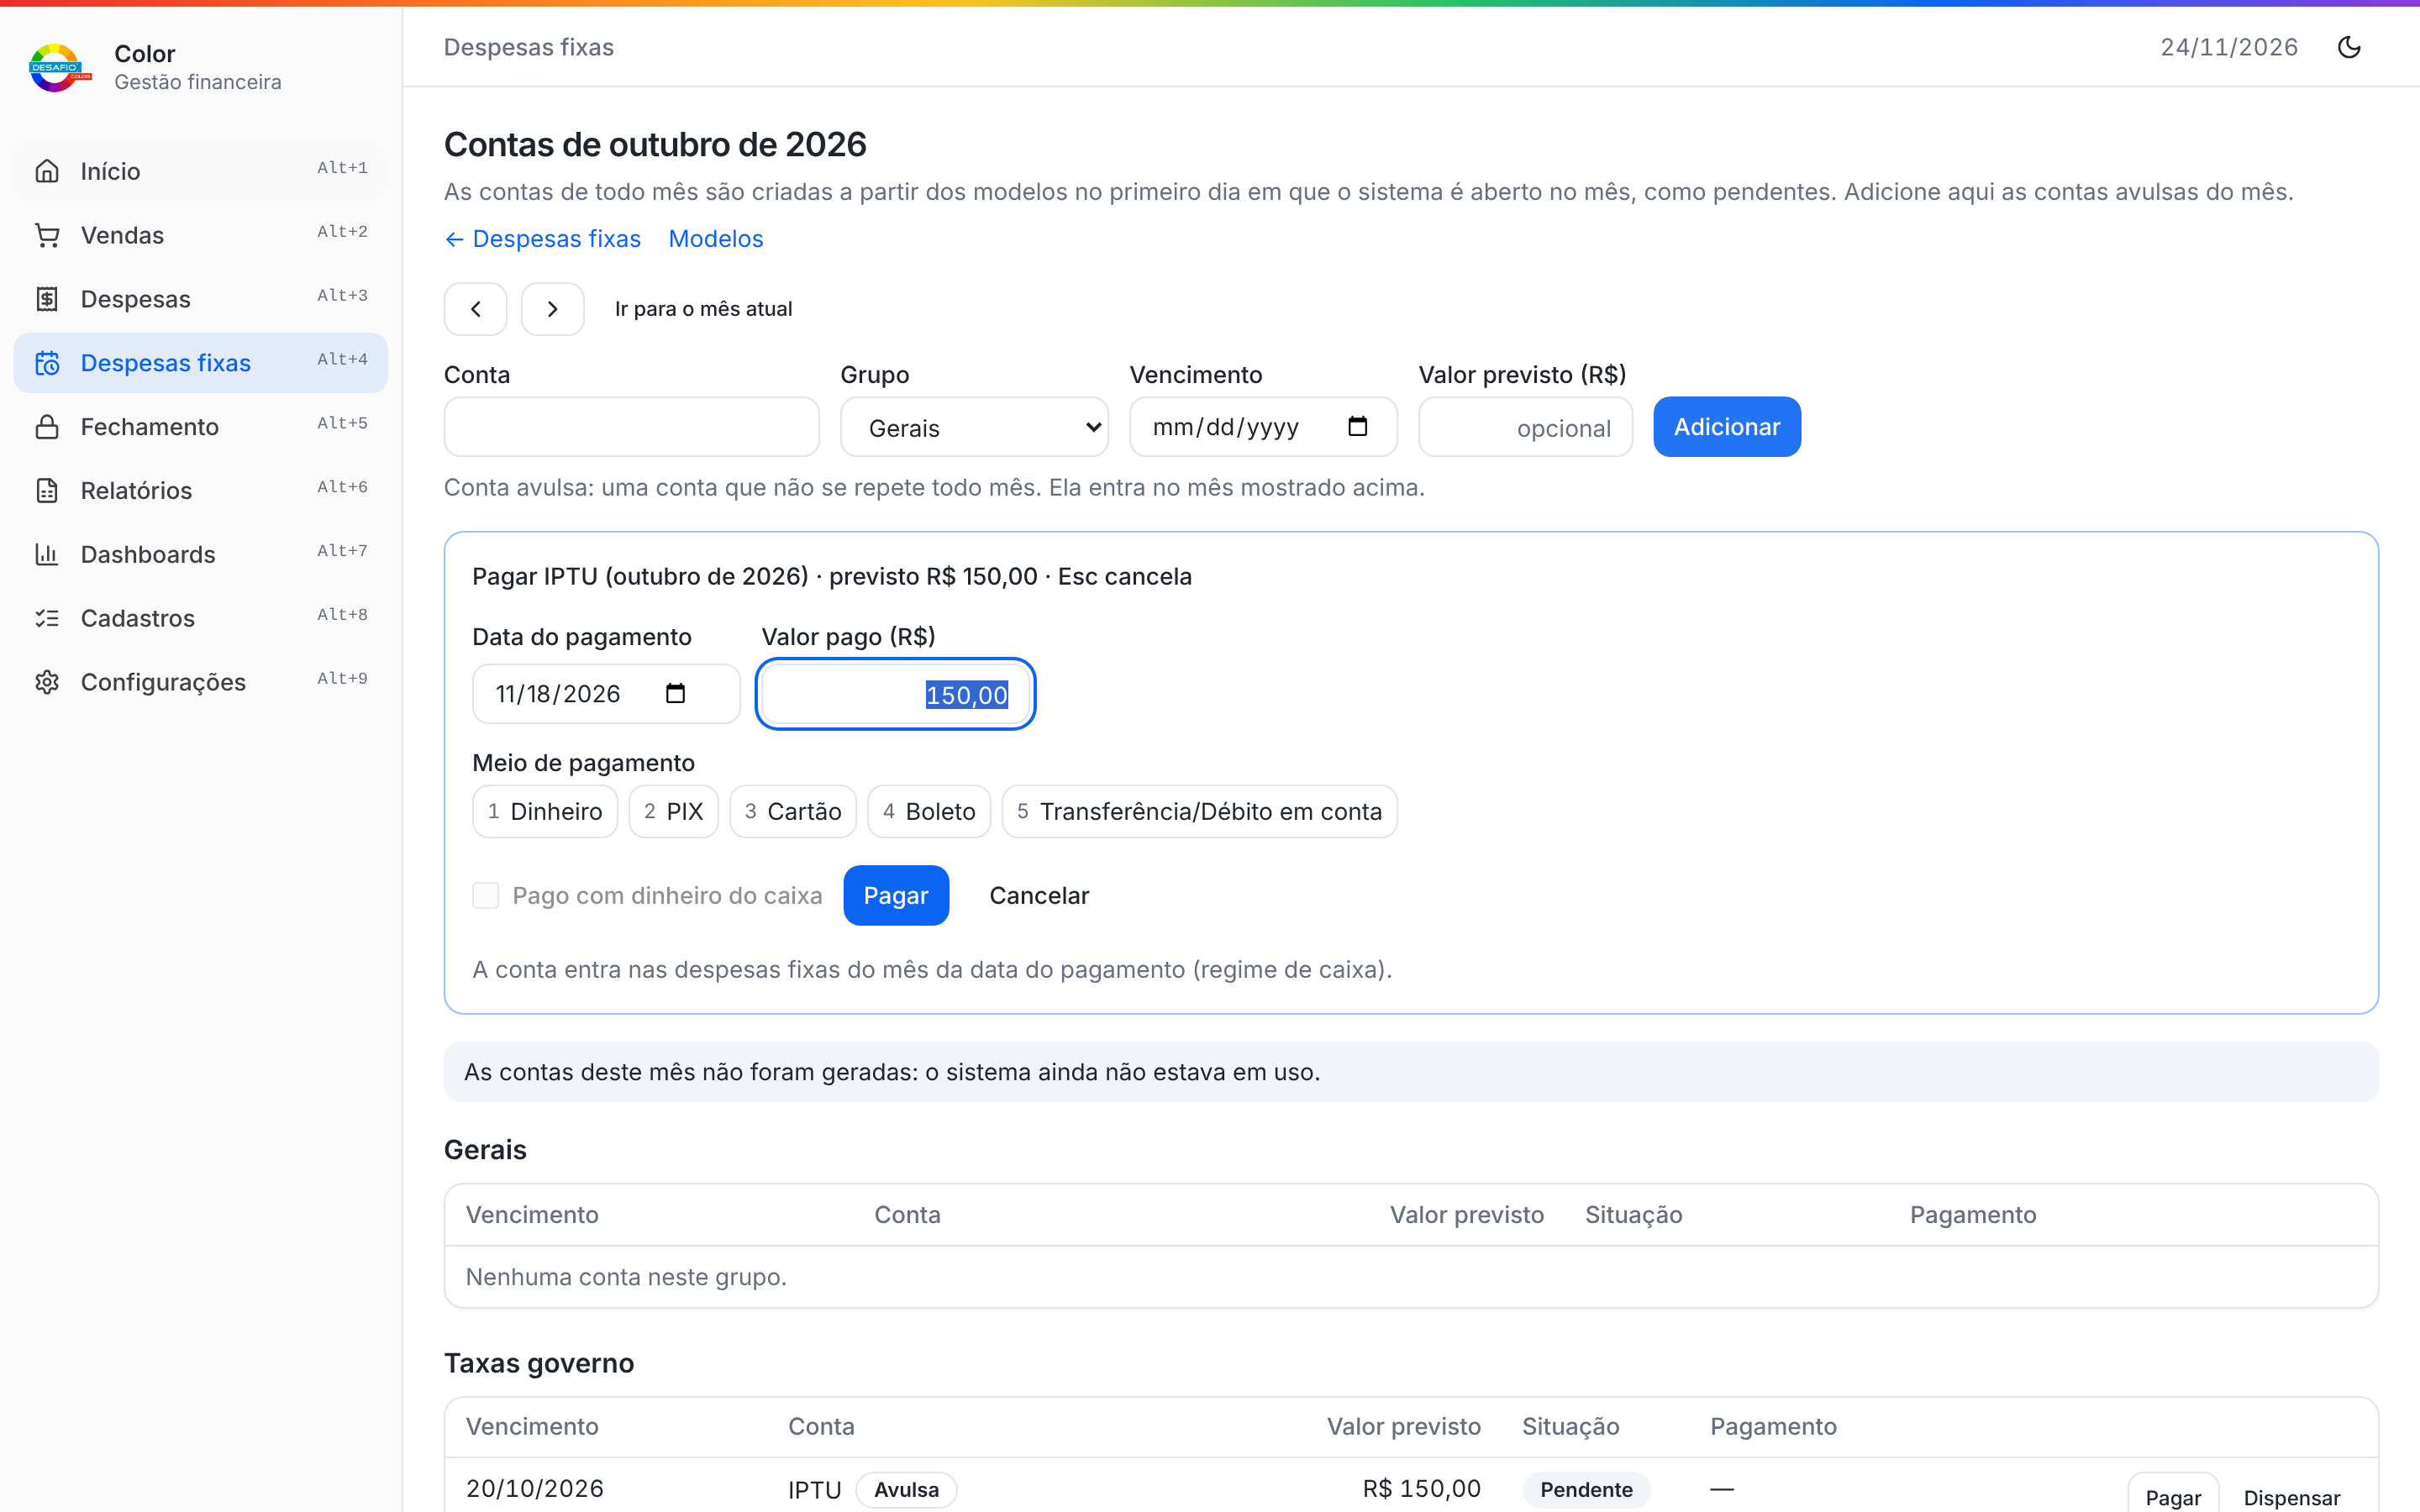 DESAFIO
COLOR
Color
Gestão financeira
Início Alt+1
Vendas Alt+2
Despesas Alt+3
Despesas fixas Alt+4
Fechamento Alt+5
Relatórios Alt+6
Dashboards Alt+7
Cadastros Alt+8
Configurações Alt+9
Despesas fixas 24/11/2026
Contas de outubro de 2026
As contas de todo mês são criadas a partir dos modelos no primeiro dia em que o sistema é aberto no mês, como pendentes. Adicione aqui as contas avulsas do mês.
← Despesas fixas Modelos
Ir para o mês atual
Conta Grupo Vencimento Valor previsto (R$)
Gerais mm/dd/yyyy opcional Adicionar
Conta avulsa: uma conta que não se repete todo mês. Ela entra no mês mostrado acima.
Pagar IPTU (outubro de 2026) · previsto R$ 150,00 · Esc cancela
Data do pagamento Valor pago (R$)
11/18/2026 150,00
Meio de pagamento
1 Dinheiro 2 PIX 3 Cartão 4 Boleto 5 Transferência/Débito em conta
Pago com dinheiro do caixa Pagar Cancelar
A conta entra nas despesas fixas do mês da data do pagamento (regime de caixa).
As contas deste mês não foram geradas: o sistema ainda não estava em uso.
Gerais
Vencimento Conta Valor previsto Situação Pagamento
Nenhuma conta neste grupo.
Taxas governo
Vencimento Conta Valor previsto Situação Pagamento
20/10/2026 IPTU Avulsa R$ 150,00 Pendente — Pagar Dispensar